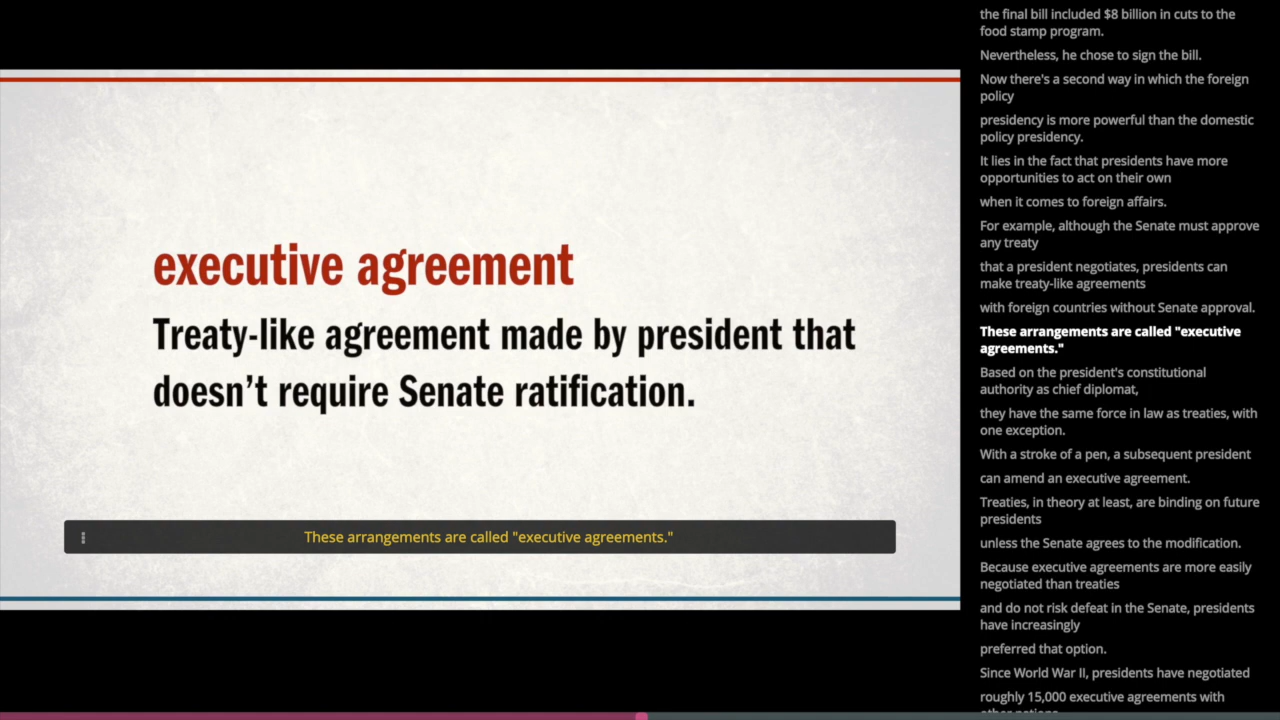 executive agreement
Treaty-like agreement made by president that
doesn't require Senate ratification.
These arrangements are called "executive agreements."
the final bill included $8 billion in cuts to the
food stamp program.
Nevertheless, he chose to sign the bill.
Now there's a second way in which the foreign
policy
presidency is more powerful than the domestic
policy presidency.
It lies in the fact that presidents have more
opportunities to act on their own
when it comes to foreign affairs.
For example, although the Senate must approve
any treaty
that a president negotiates, presidents can
make treaty-like agreements
with foreign countries without Senate approval.
These arrangements are called "executive
agreements."
Based on the president's constitutional
authority as chief diplomat,
they have the same force in law as treaties, with
one exception.
With a stroke of a pen, a subsequent president
can amend an executive agreement.
Treaties, in theory at least, are binding on future
presidents
unless the Senate agrees to the modification.
Because executive agreements are more easily
negotiated than treaties
and do not risk defeat in the Senate, presidents
have increasingly
preferred that option.
Since World War II, presidents have negotiated
roughly 15,000 executive agreements with